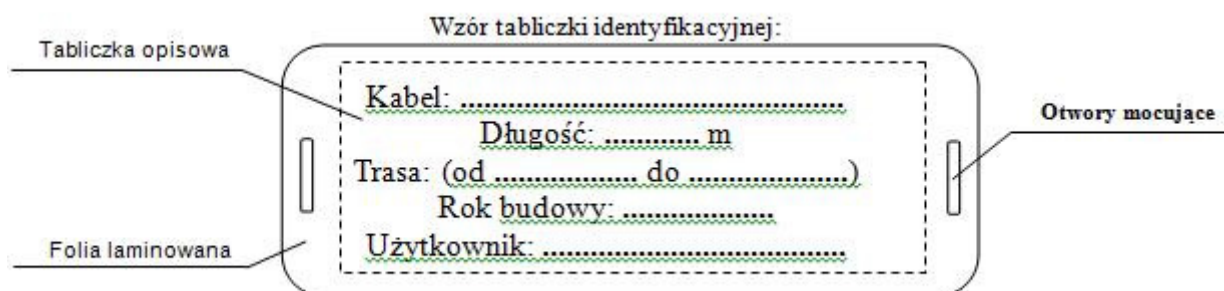 Wzór tabliczki identyfikacyjnej:
Tabliczka opisowa
Kabel: ................................................
Długość: ............ m
Otwory mocujące
Trasa: (od .................. do ....................)
Rok budowy: ...................
Folia laminowana
Użytkownik: ......................................